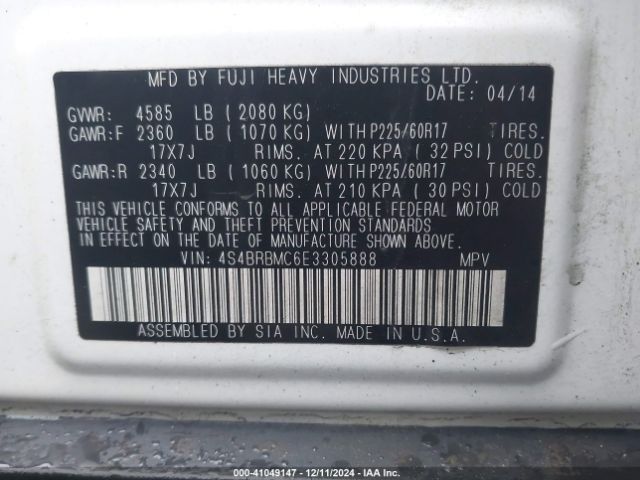 MFD BY FUJI HEAVY INDUSTRIES LTD.
DATE: 04/14
GVWR: 4585 LB ( 2080 KG)
GAWR:F 2360 LB ( 1070 KG) WITHP225/60R17 TIRES.
17X7J RIMS. AT 220 KPA ( 32 PSI) COLD
GAWR:R 2340 LB ( 1060 KG) WITHP225/60R17 TIRES.
17X7J RIMS. AT 210 KPA ( 30 PSI) COLD
THIS VEHICLE CONFORMS TO ALL APPLICABLE FEDERAL MOTOR
VEHICLE SAFETY AND THEFT PREVENTION STANDARDS
IN EFFECT ON THE DATE OF MANUFACTURE SHOWN ABOVE.
VIN: 4S4BRBMC6E3305888 MPV
ASSEMBLED BY SIA INC. MADE IN U.S.A.
000-41049147 - 12/11/2024 - IAA Inc.